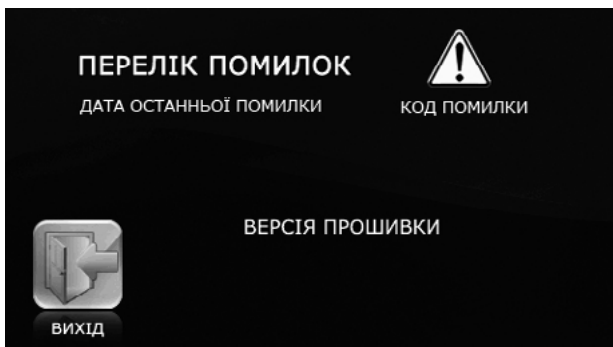 ПЕРЕЛІК ПОМИЛОК
ДАТА ОСТАННЬОЇ ПОМИЛКИ
КОД ПОМИЛКИ
ВЕРСІЯ ПРОШИВКИ
ВИХІД